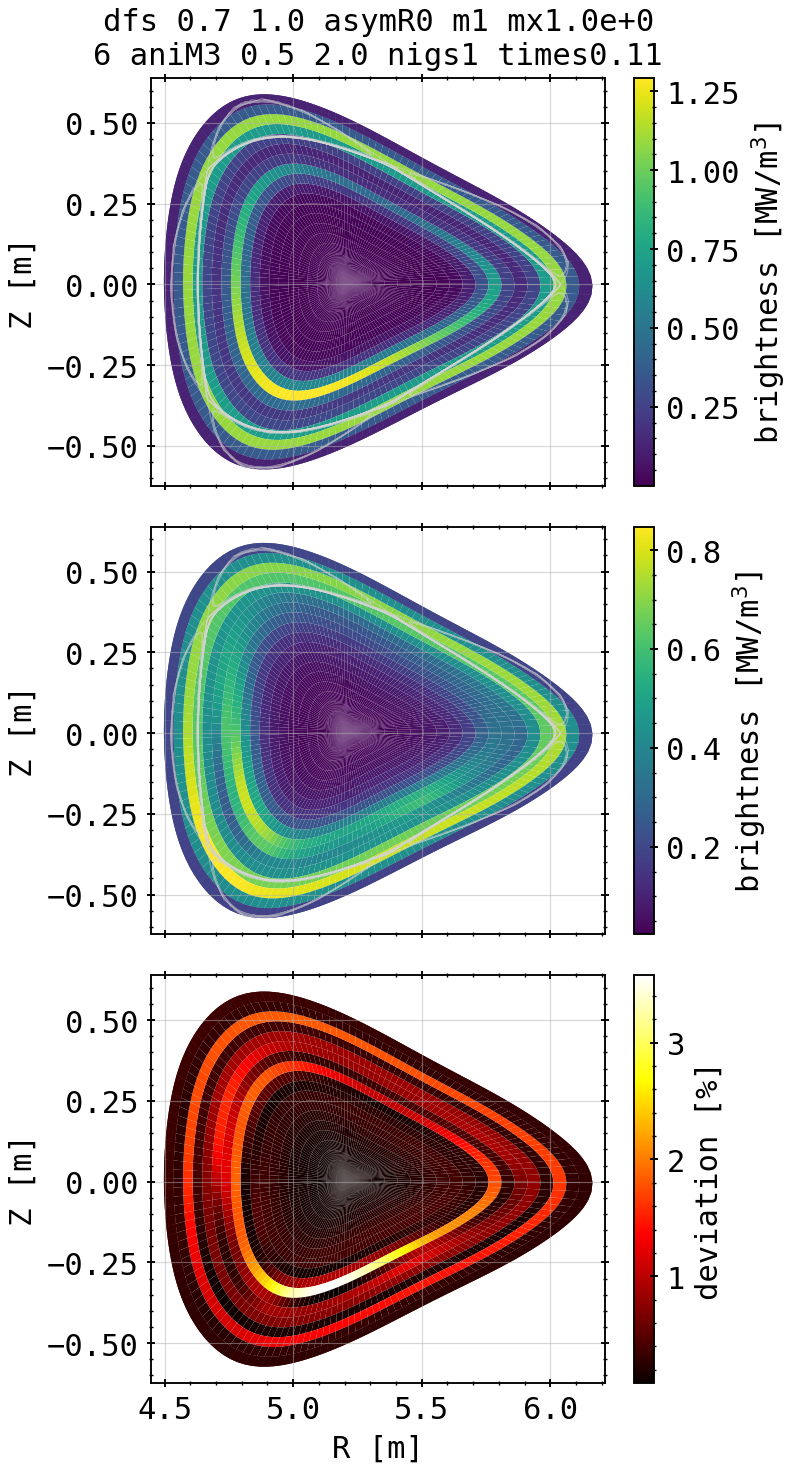 dfs 0.7 1.0 asymR0 m1 mx1.0e+0
6 aniM3 0.5 2.0 nigs1 times0.11
0.50
0.25
0.00
−0.25
−0.50
Z [m]
1.25
1.00
0.75
0.50
0.25
brightness [MW/m³]
0.50
0.25
0.00
−0.25
−0.50
Z [m]
0.8
0.6
0.4
0.2
brightness [MW/m³]
0.50
0.25
0.00
−0.25
−0.50
Z [m]
3
2
1
deviation [%]
4.5 5.0 5.5 6.0
R [m]